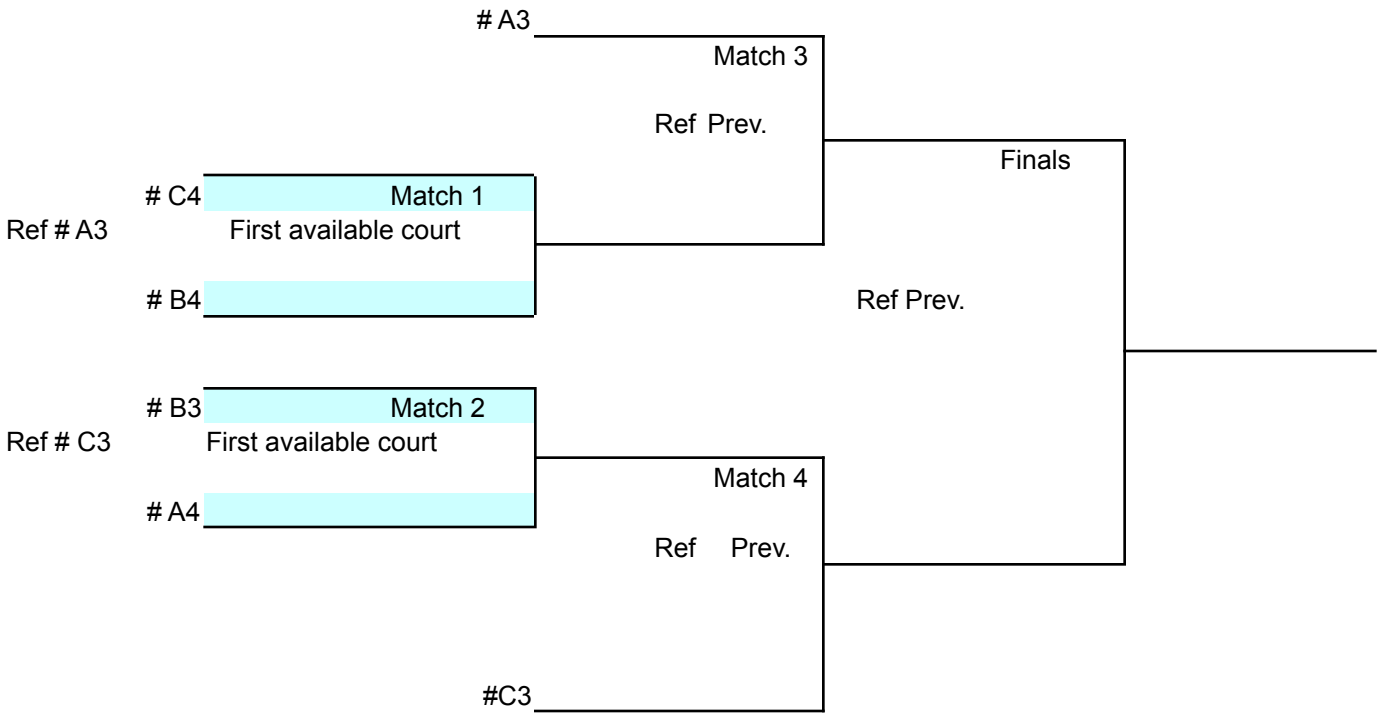 # A3
Match 3
Ref Prev.
Finals
# C4 Match 1
Ref # A3 First available court
# B4
Ref Prev.
# B3 Match 2
Ref # C3 First available court
Match 4
# A4
Ref Prev.
#C3